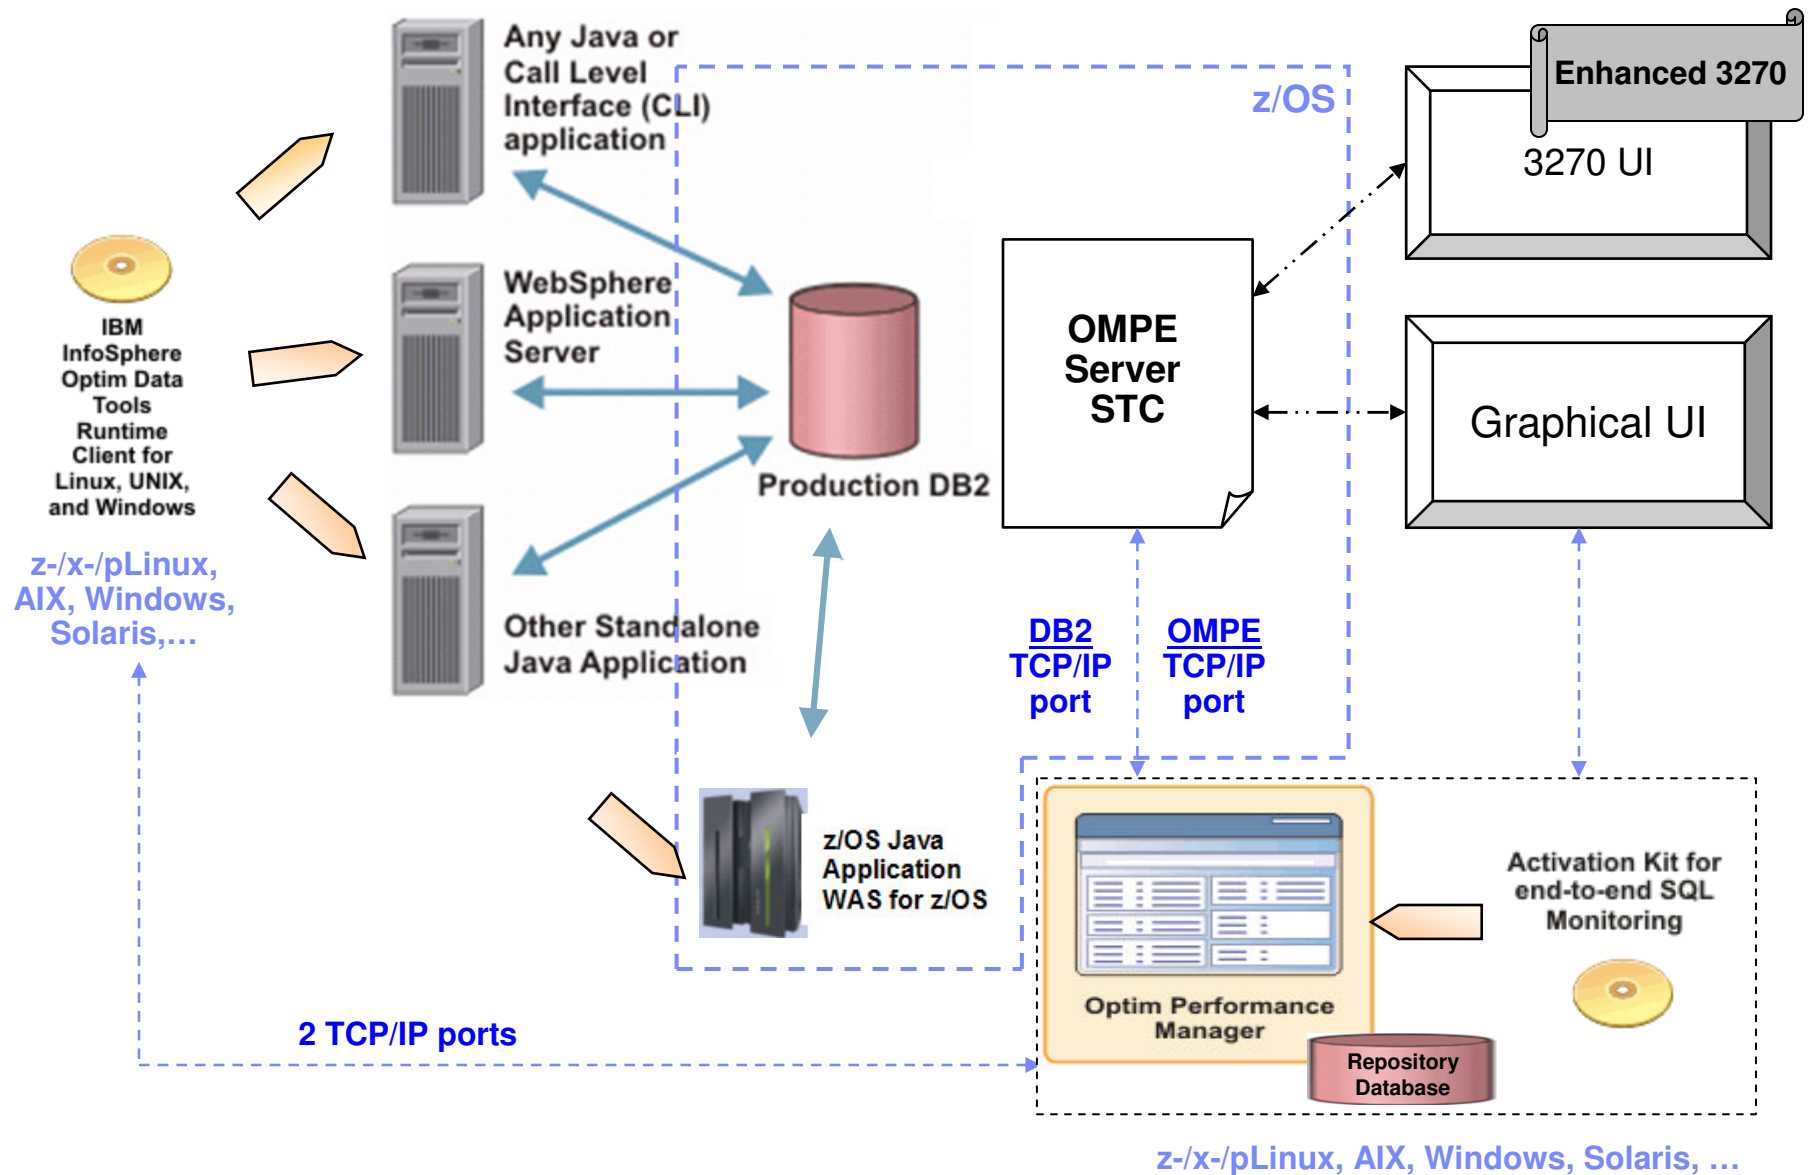 Any Java or
Call Level
Interface (CLI)
application
z/OS
Enhanced 3270
3270 UI
WebSphere
Application
Server
IBM
InfoSphere
Optim Data
Tools
Runtime
Client for
Linux, UNIX,
and Windows
OMPE
Server
STC
Graphical UI
Production DB2
z-/x-/pLinux,
AIX, Windows,
Solaris,...
Other Standalone
Java Application
DB2
TCP/IP
port
OMPE
TCP/IP
port
z/OS Java
Application
WAS for z/OS
Activation Kit for
end-to-end SQL
Monitoring
Optim Performance
Manager
2 TCP/IP ports
Repository
Database
z-/x-/pLinux, AIX, Windows, Solaris, ...